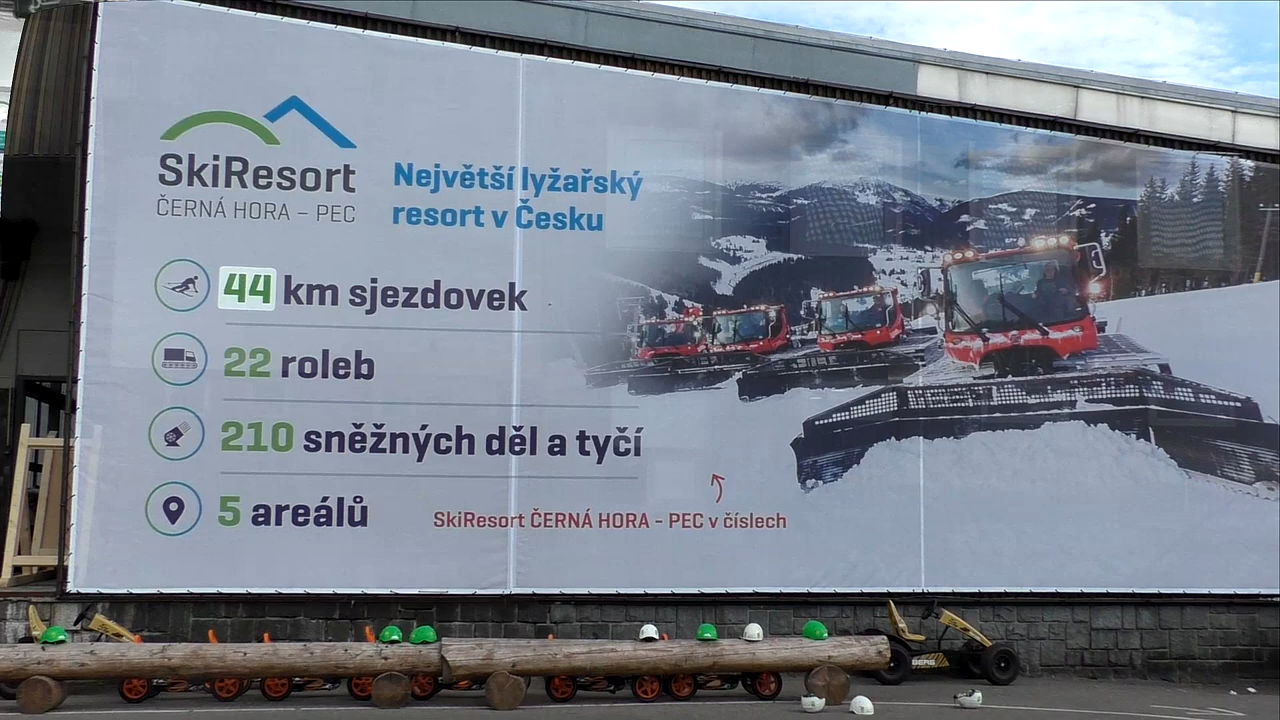 SkiResort
ČERNÁ HORA – PEC
Největší lyžařský
resort v Česku
44 km sjezdovek
22 roleb
210 sněžných děl a tyčí
5 areálů
SkiResort ČERNÁ HORA - PEC v číslech
BERG